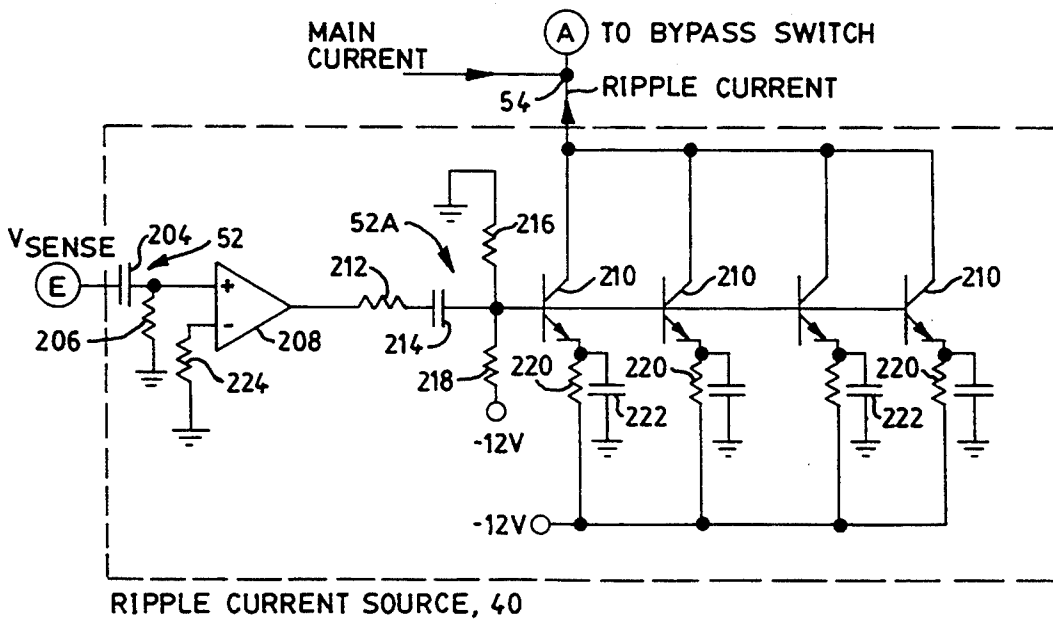 MAIN CURRENT
A TO BYPASS SWITCH
54
RIPPLE CURRENT
VSENSE
E
204
52
206
+
-
208
224
212
52A
214
216
218
-12V
210
210
210
220
222
220
222
220
-12V
RIPPLE CURRENT SOURCE, 40